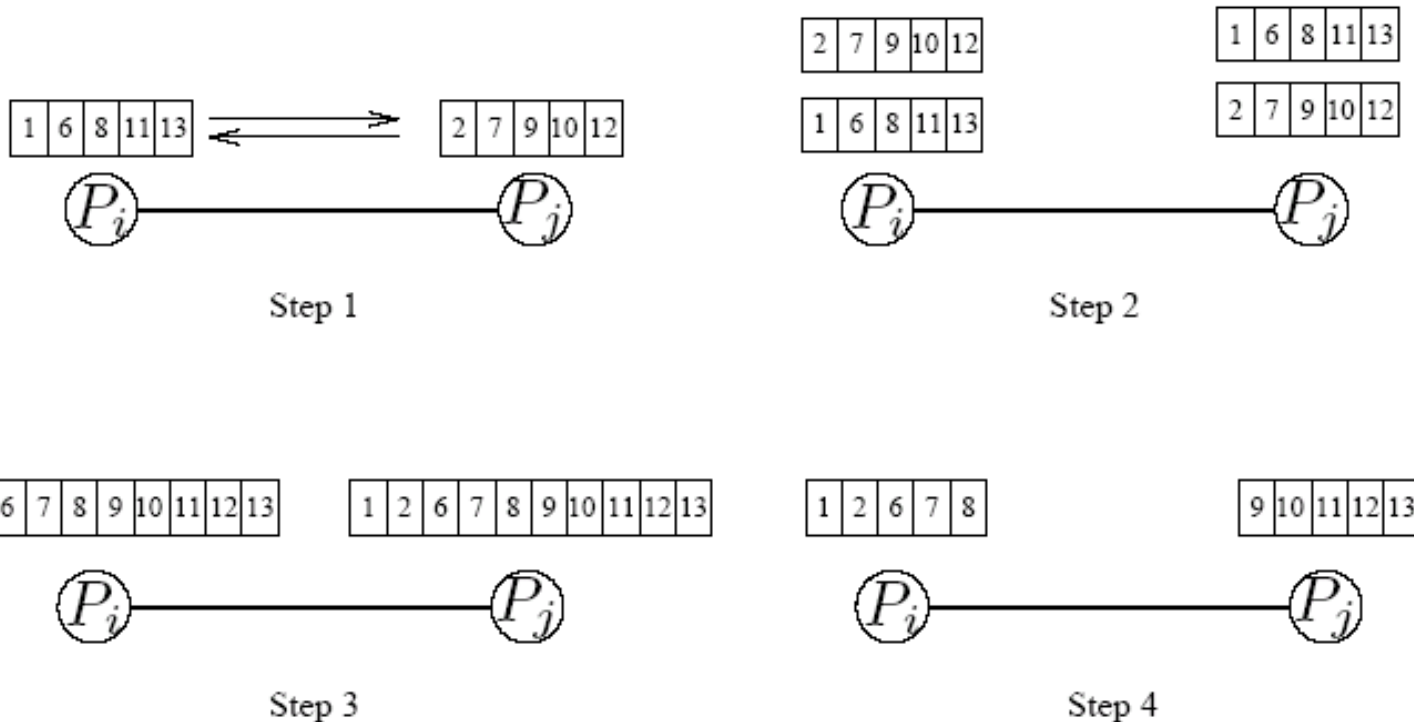 2 7 9 10 12
1 6 8 11 13
1 6 8 11 13
2 7 9 10 12
1 6 8 11 13
2 7 9 10 12
Pi Pj
Pi Pj
Step 1
Step 2
6 7 8 9 10 11 12 13
1 2 6 7 8 9 10 11 12 13
1 2 6 7 8
9 10 11 12 13
Pi Pj
Pi Pj
Step 3
Step 4